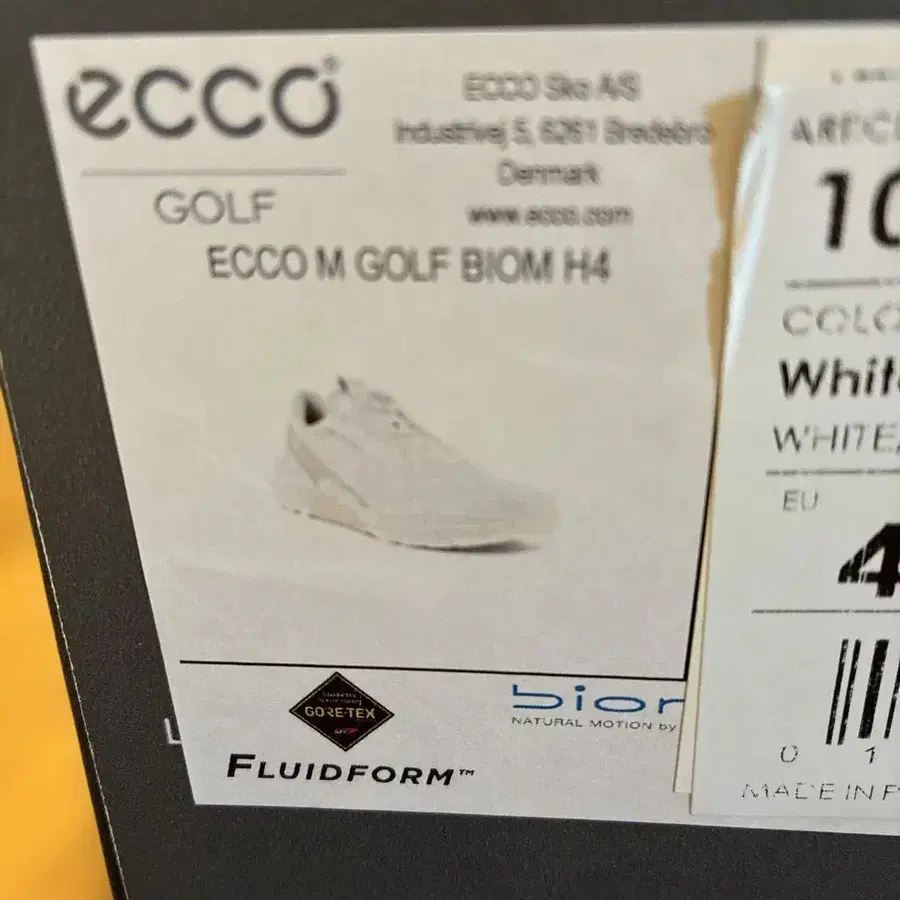 ecco
GOLF
ECCO Sko A/S
Industrivej 5, 6261 Bredebro
Denmark
www.ecco.com
ECCO M GOLF BIOM H4
GORE-TEX
FLUIDFORM™
NATURAL MOTION by
10
Whit
WHITE/
EU
4
0 1
MADE IN